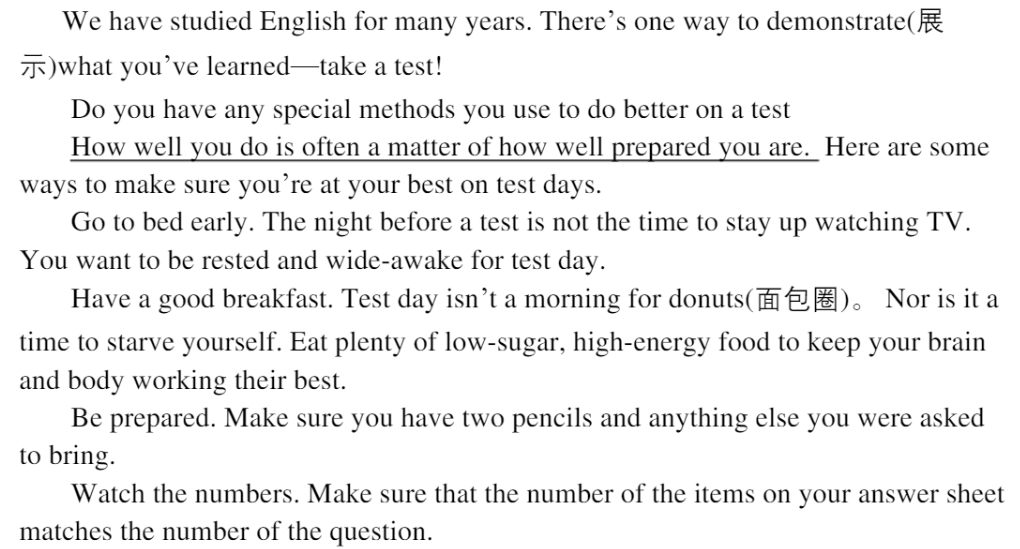 We have studied English for many years. There’s one way to demonstrate(展
示)what you’ve learned—take a test!
Do you have any special methods you use to do better on a test
How well you do is often a matter of how well prepared you are. Here are some
ways to make sure you’re at your best on test days.
Go to bed early. The night before a test is not the time to stay up watching TV.
You want to be rested and wide-awake for test day.
Have a good breakfast. Test day isn’t a morning for donuts(面包圈)。 Nor is it a
time to starve yourself. Eat plenty of low-sugar, high-energy food to keep your brain
and body working their best.
Be prepared. Make sure you have two pencils and anything else you were asked
to bring.
Watch the numbers. Make sure that the number of the items on your answer sheet
matches the number of the question.